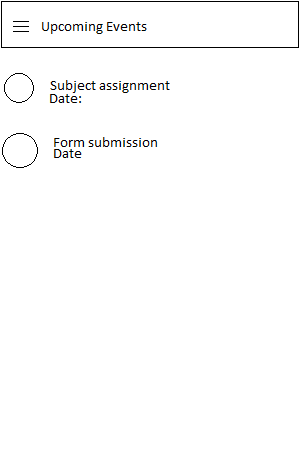 Upcoming Events
Subject assignment
Date:
Form submission
Date